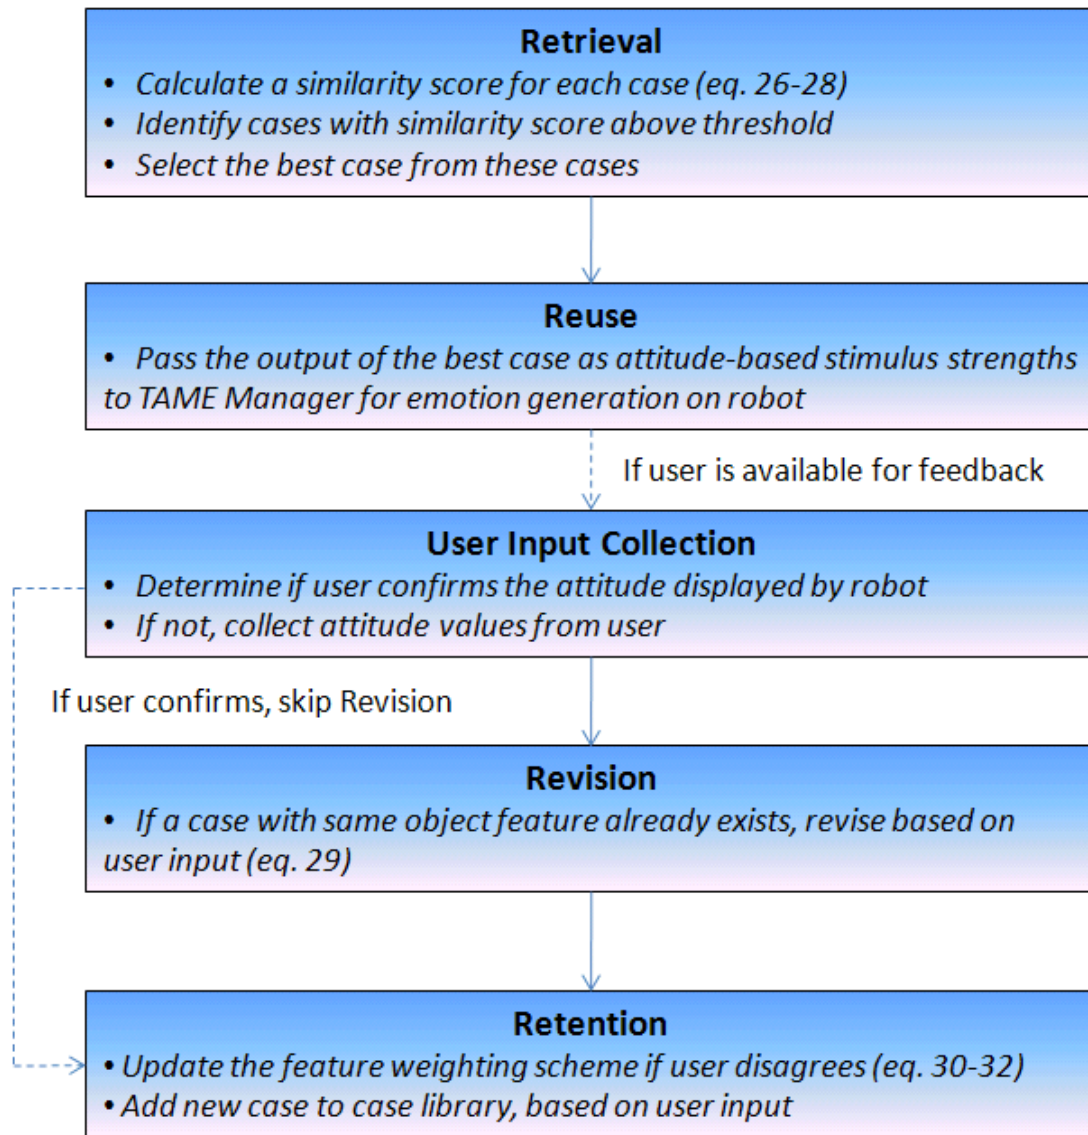 Retrieval
• Calculate a similarity score for each case (eq. 26-28)
• Identify cases with similarity score above threshold
• Select the best case from these cases
Reuse
• Pass the output of the best case as attitude-based stimulus strengths
to TAME Manager for emotion generation on robot
If user is available for feedback
User Input Collection
• Determine if user confirms the attitude displayed by robot
• If not, collect attitude values from user
If user confirms, skip Revision
Revision
• If a case with same object feature already exists, revise based on
user input (eq. 29)
Retention
• Update the feature weighting scheme if user disagrees (eq. 30-32)
• Add new case to case library, based on user input